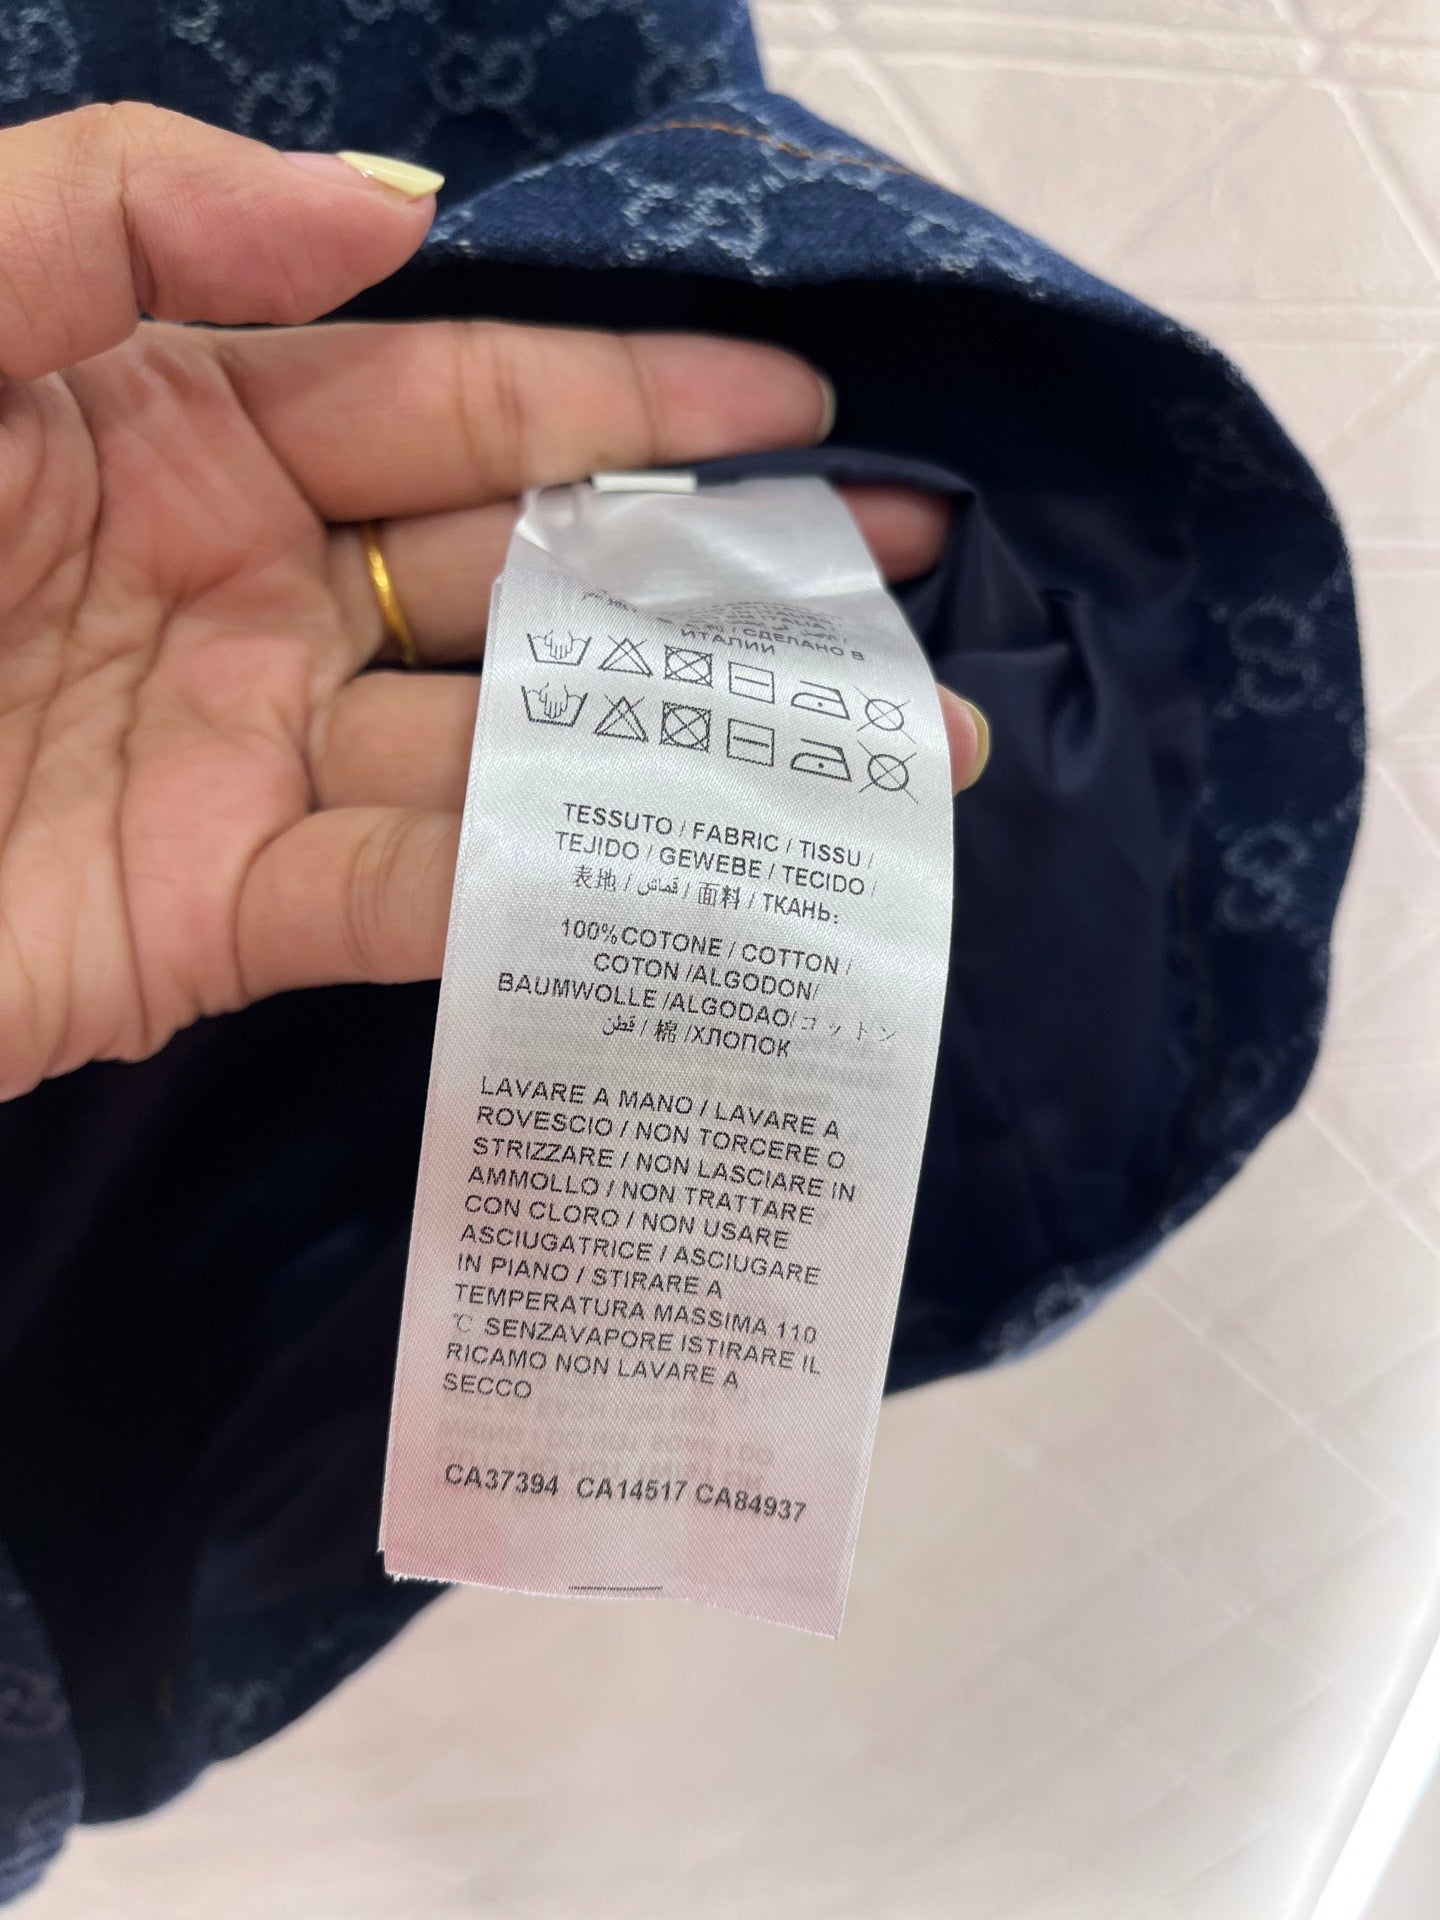 ITALIA /
/ СДЕЛАНО В
ИТАЛИИ
TESSUTO / FABRIC / TISSU /
TEJIDO / GEWEBE / TECIDO /
表地 / قماش / 面料 / ТКАНЬ:
100%COTONE / COTTON /
COTON /ALGODON/
BAUMWOLLE /ALGODAO/コットン
قطن / 棉 /ХЛОПОК
LAVARE A MANO / LAVARE A
ROVESCIO / NON TORCERE O
STRIZZARE / NON LASCIARE IN
AMMOLLO / NON TRATTARE
CON CLORO / NON USARE
ASCIUGATRICE / ASCIUGARE
IN PIANO / STIRARE A
TEMPERATURA MASSIMA 110
℃ SENZAVAPORE ISTIRARE IL
RICAMO NON LAVARE A
SECCO
CA37394 CA14517 CA84937